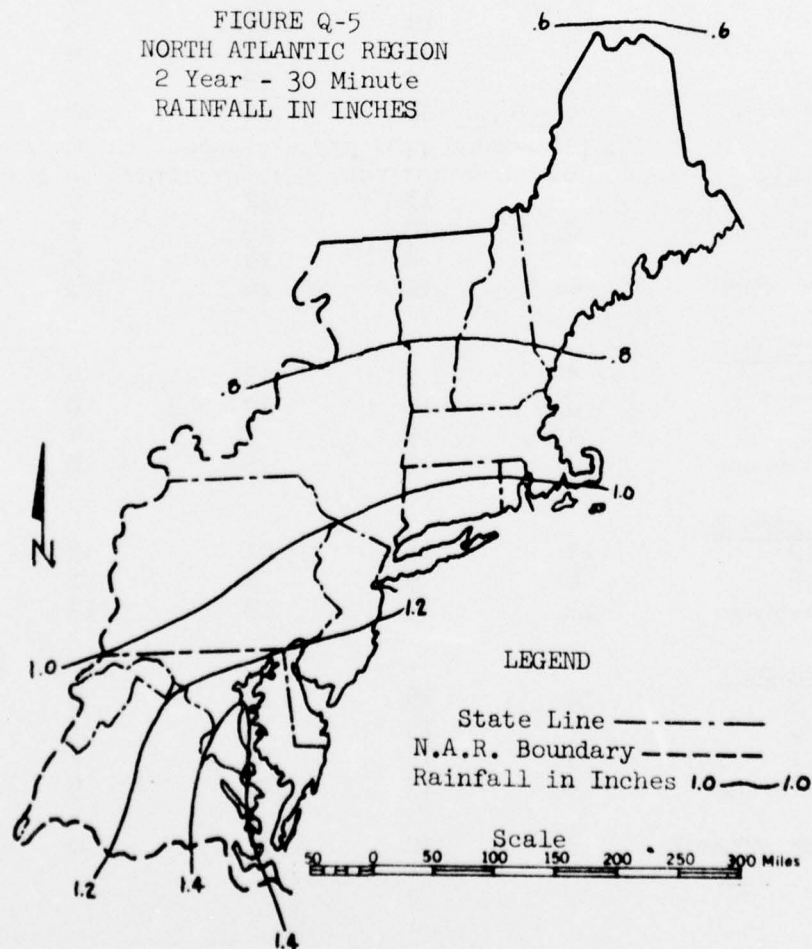 FIGURE Q-5
NORTH ATLANTIC REGION
2 Year - 30 Minute
RAINFALL IN INCHES
.6 .6
.8 .8
1.0 1.0
1.2
N
1.2
1.4
1.4
LEGEND
State Line
N.A.R. Boundary
Rainfall in Inches 1.0 1.0
Scale
50 0 50 100 150 200 250 300 Miles